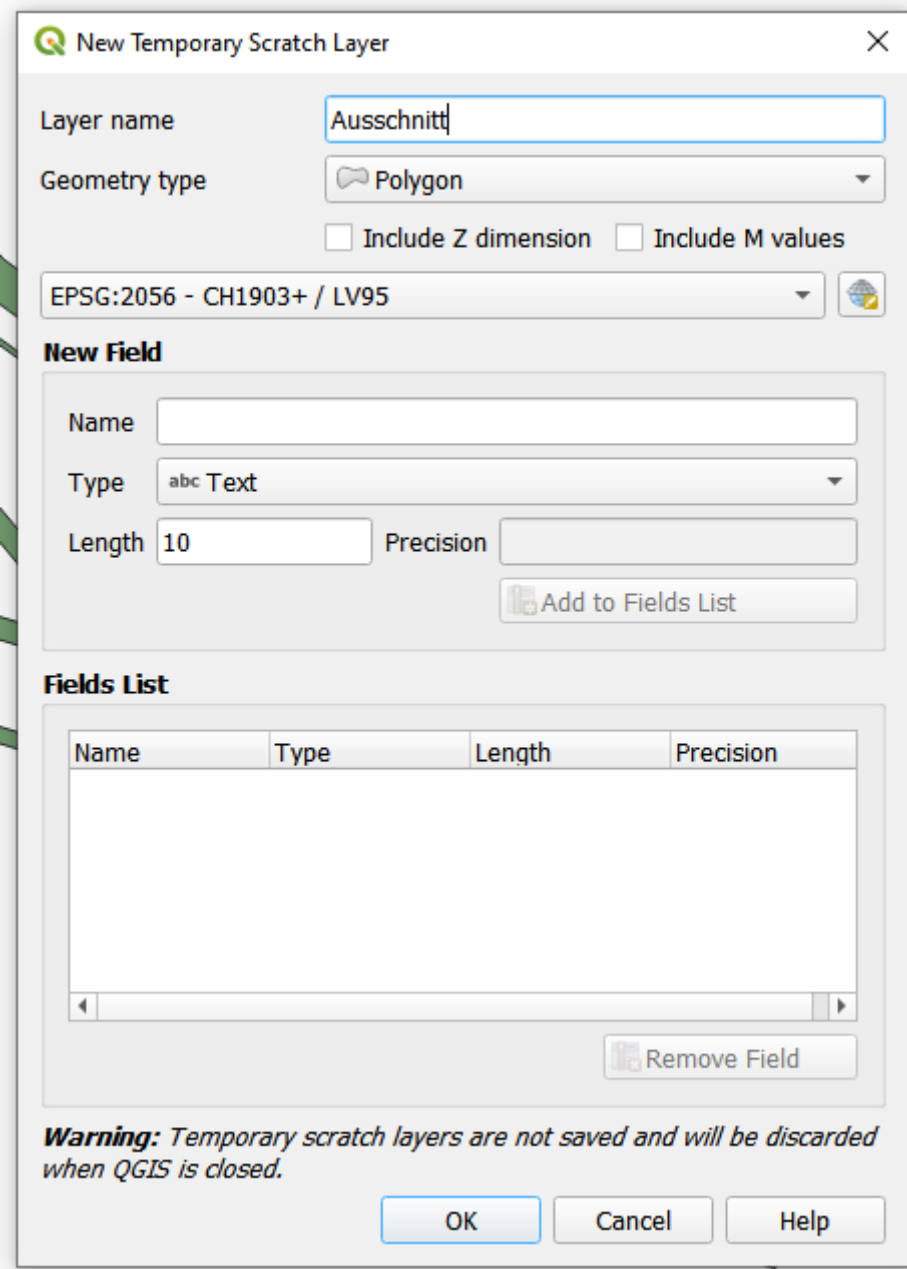 New Temporary Scratch Layer
Layer name Ausschnitt
Geometry type Polygon
Include Z dimension Include M values
EPSG:2056 - CH1903+ / LV95
New Field
Name
Type abc Text
Length 10 Precision
Add to Fields List
Fields List
Name Type Length Precision
Remove Field
Warning: Temporary scratch layers are not saved and will be discarded
when QGIS is closed.
OK Cancel Help